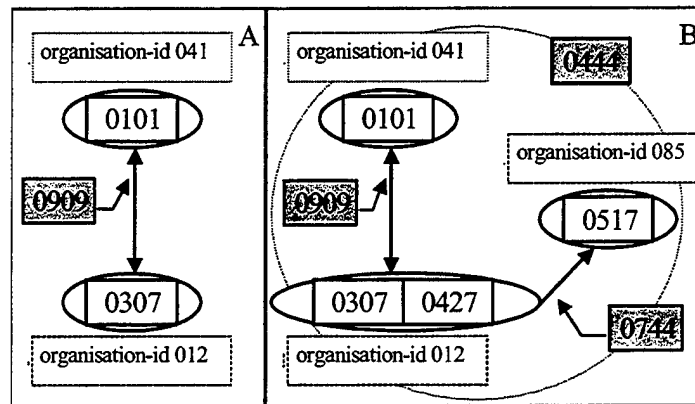 A
organisation-id 041
0101
0909
0307
organisation-id 012
B
organisation-id 041
0444
0101
organisation-id 085
0909
0517
0307 0427
0744
organisation-id 012